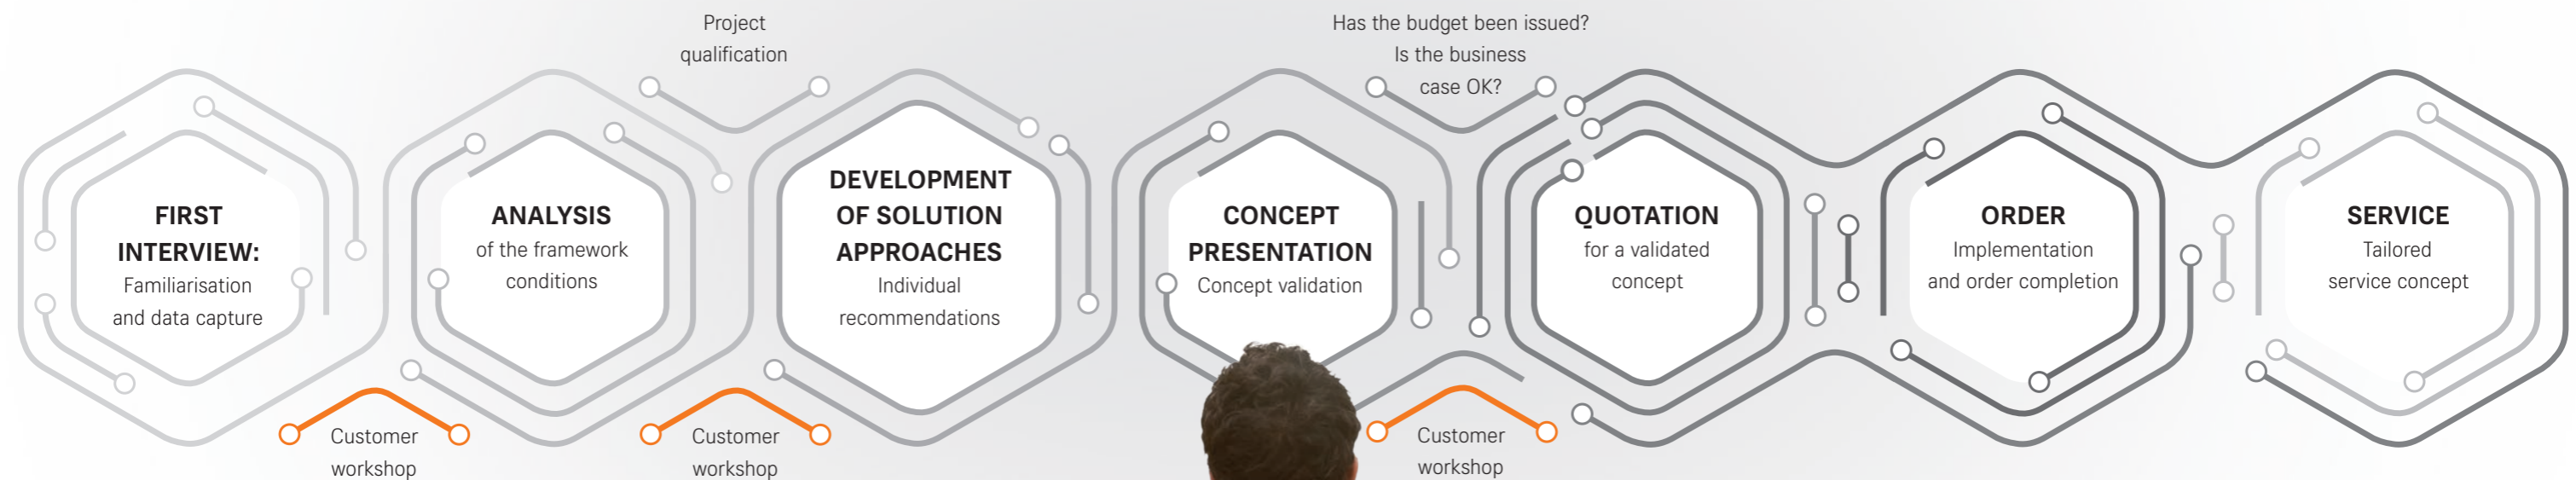 Project
qualification
Has the budget been issued?
Is the business
case OK?
FIRST
INTERVIEW:
Familiarisation
and data capture
ANALYSIS
of the framework
conditions
DEVELOPMENT
OF SOLUTION
APPROACHES
Individual
recommendations
CONCEPT
PRESENTATION
Concept validation
QUOTATION
for a validated
concept
ORDER
Implementation
and order completion
SERVICE
Tailored
service concept
Customer
workshop
Customer
workshop
Customer
workshop